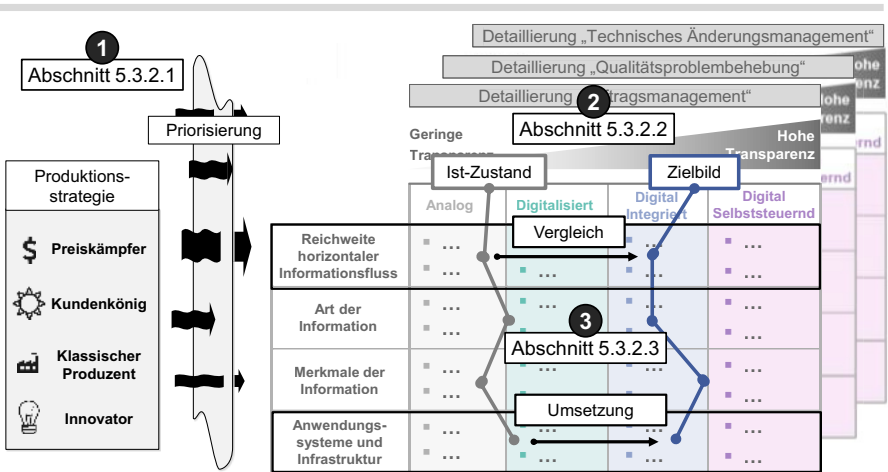 Detaillierung „Technisches Änderungsmanagement“
Detaillierung „Qualitätsproblembehebung“
Detaillierung tragsmanagement“
1
Abschnitt 5.3.2.1
Priorisierung
Produktions-
strategie
$ Preiskämpfer
Kundenkönig
Klassischer
Produzent
Innovator
2
Abschnitt 5.3.2.2
Geringe
Transparenz
Hohe
Transparenz
Ist-Zustand
Zielbild
Analog
Digitalisiert
Digital
Integriert
Digital
Selbststeuernd
Vergleich
Reichweite
horizontaler
Informationsfluss
Art der
Information
3
Abschnitt 5.3.2.3
Merkmale der
Information
Umsetzung
Anwendungs-
systeme und
Infrastruktur